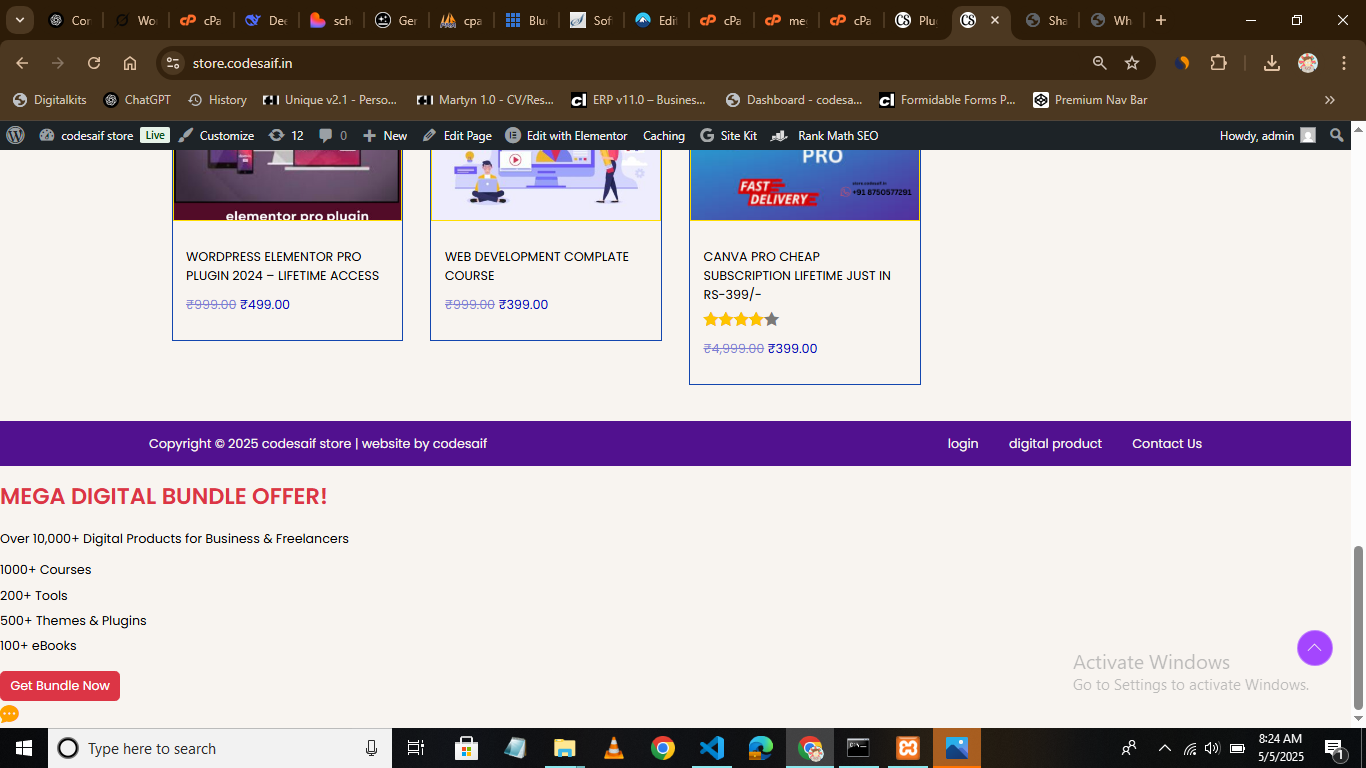 Cor
Wo
cPa
Dee
sch
Ger
cpa
Blu
Sof
Edit
cPa
me
cPa
Plu
Sha
Wh
store.codesaif.in
Digitalkits
ChatGPT
History
Unique v2.1 - Perso...
Martyn 1.0 - CV/Res...
ERP v11.0 – Busines...
Dashboard - codesa...
Formidable Forms P...
Premium Nav Bar
codesaif store
Live
Customize
12
0
New
Edit Page
Edit with Elementor
Caching
Site Kit
Rank Math SEO
Howdy, admin
elementor pro plugin
PRO
FAST
DELIVERY
store.codesaif.in
+91 8750577291
WORDPRESS ELEMENTOR PRO
PLUGIN 2024 – LIFETIME ACCESS
₹999.00 ₹499.00
WEB DEVELOPMENT COMPLATE
COURSE
₹999.00 ₹399.00
CANVA PRO CHEAP
SUBSCRIPTION LIFETIME JUST IN
RS-399/-
₹4,999.00 ₹399.00
Copyright © 2025 codesaif store | website by codesaif
login
digital product
Contact Us
MEGA DIGITAL BUNDLE OFFER!
Over 10,000+ Digital Products for Business & Freelancers
1000+ Courses
200+ Tools
500+ Themes & Plugins
100+ eBooks
Get Bundle Now
Activate Windows
Go to Settings to activate Windows.
Type here to search
8:24 AM
5/5/2025
1